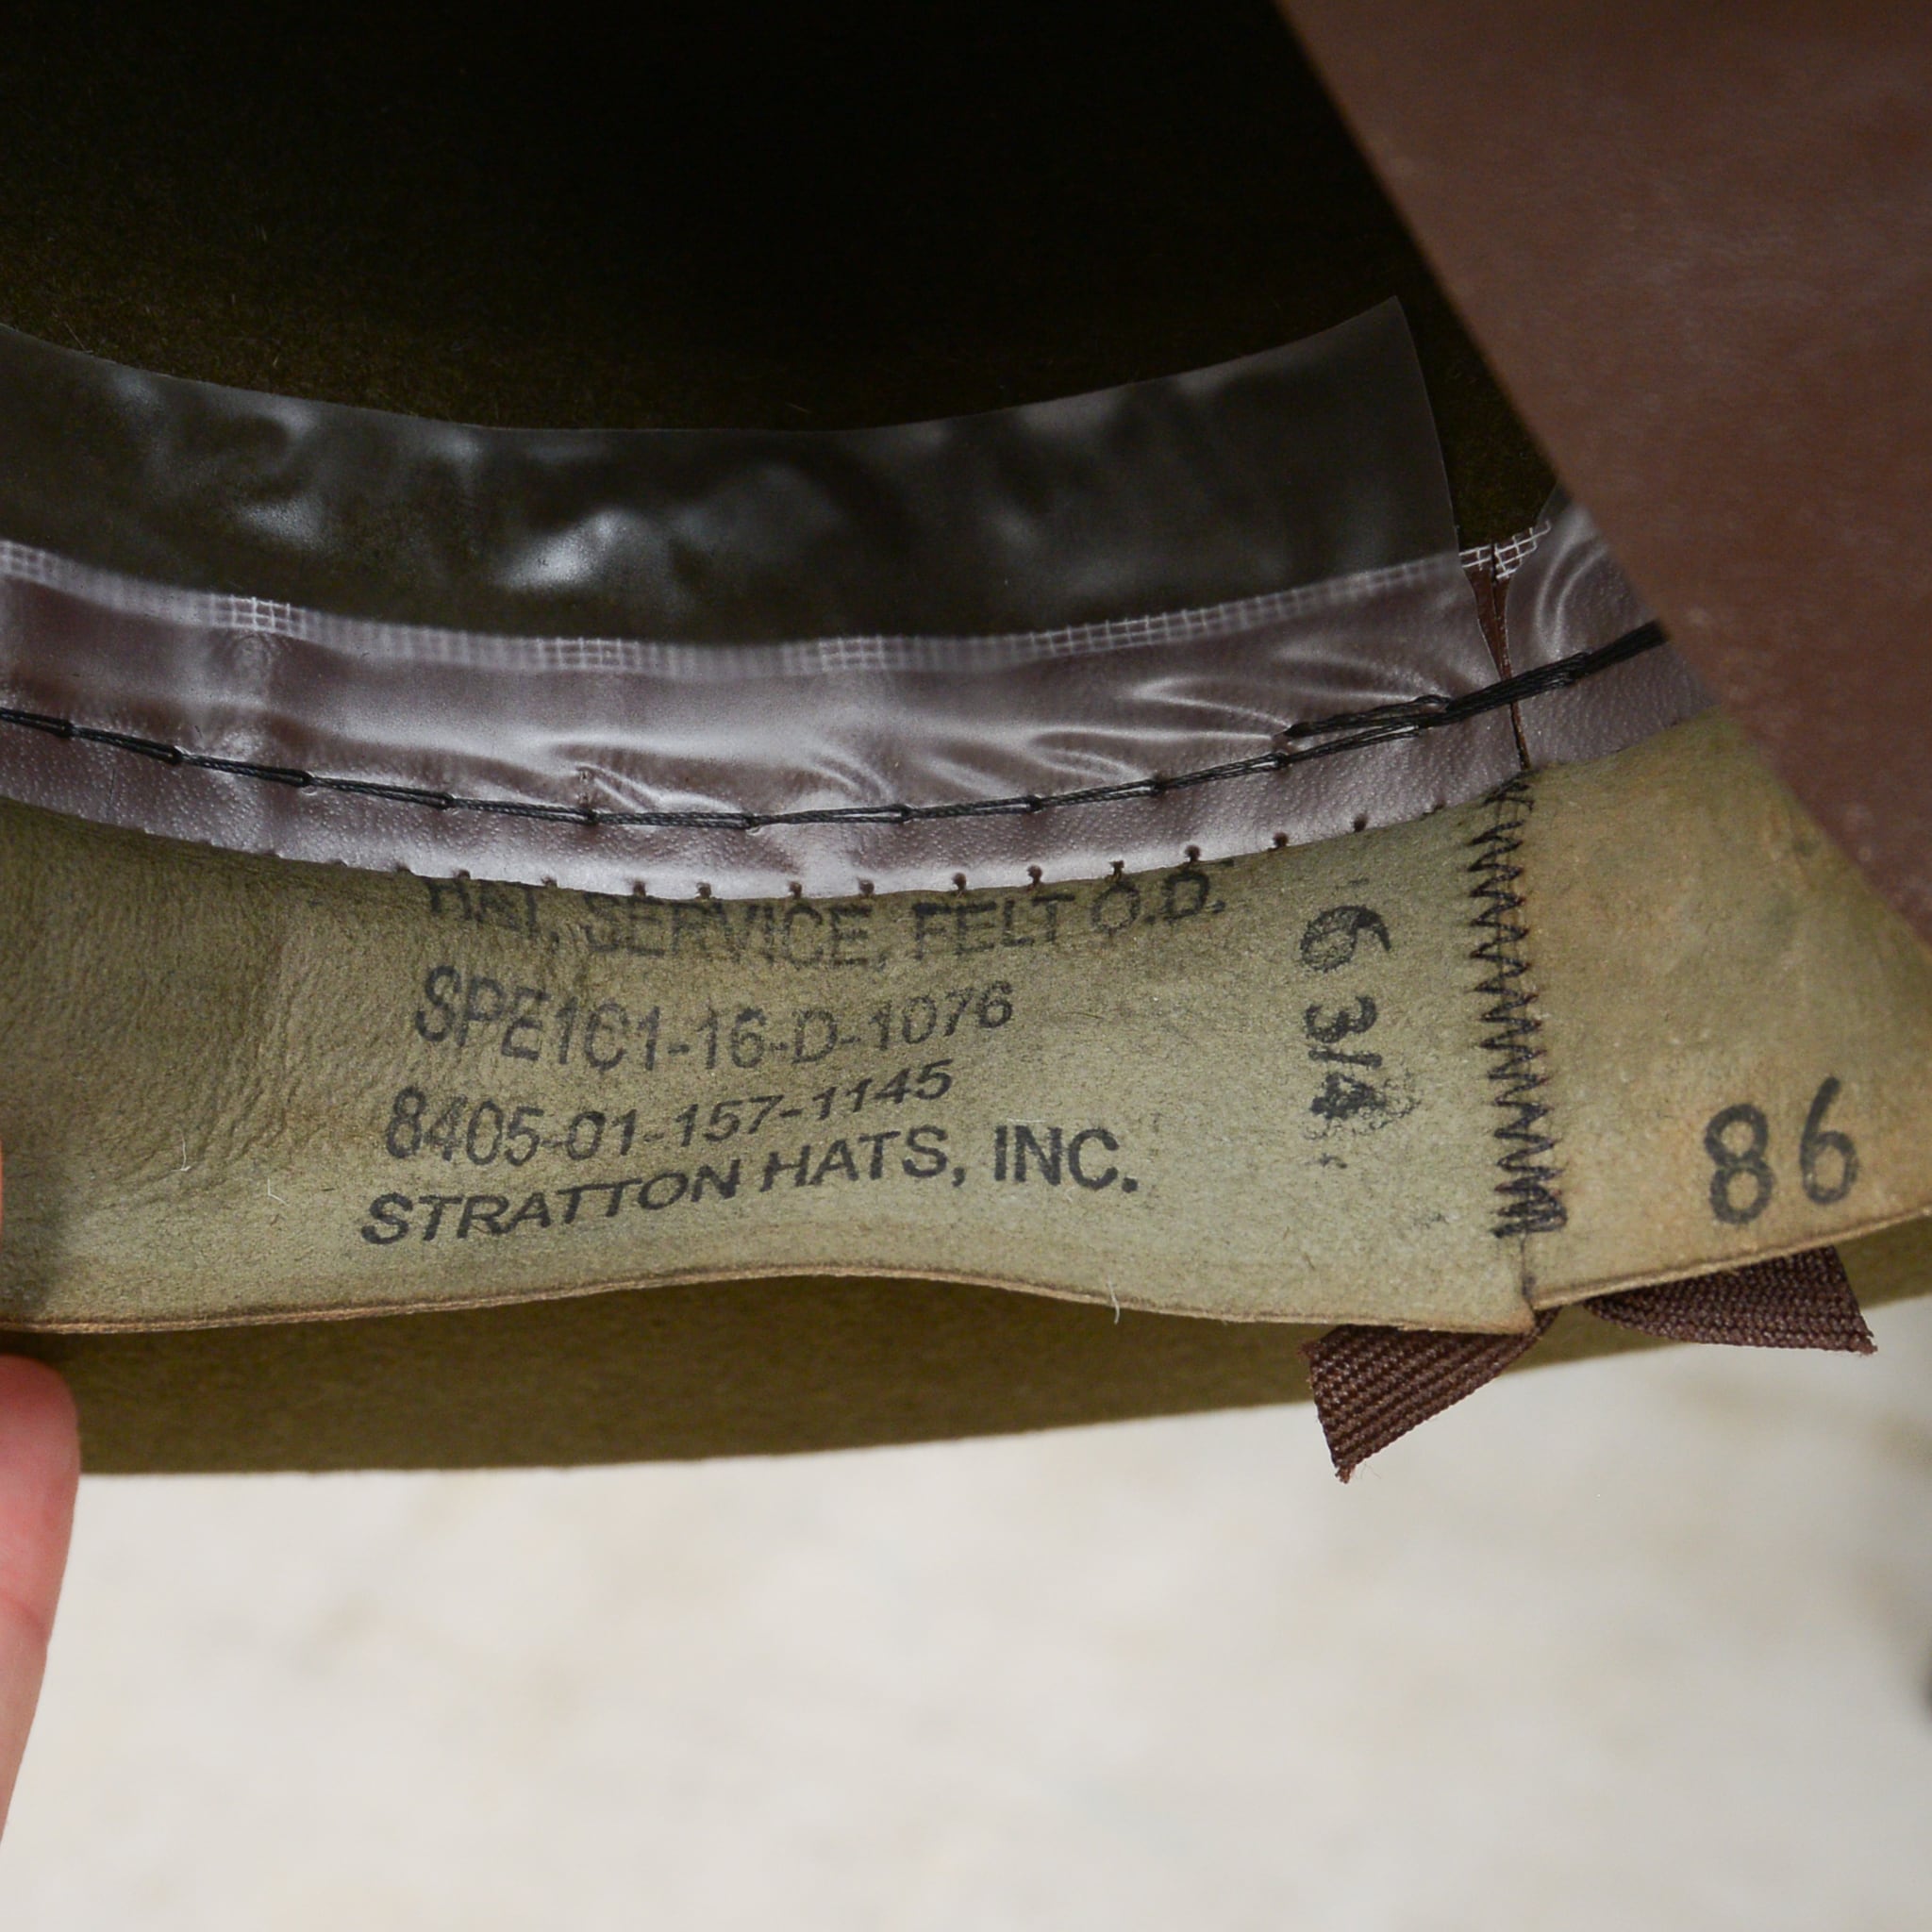 HAT, SERVICE, FELT O.D.
SPE1C1-16-D-1076
8405-01-157-1145
STRATTON HATS, INC.
6 3/4
86